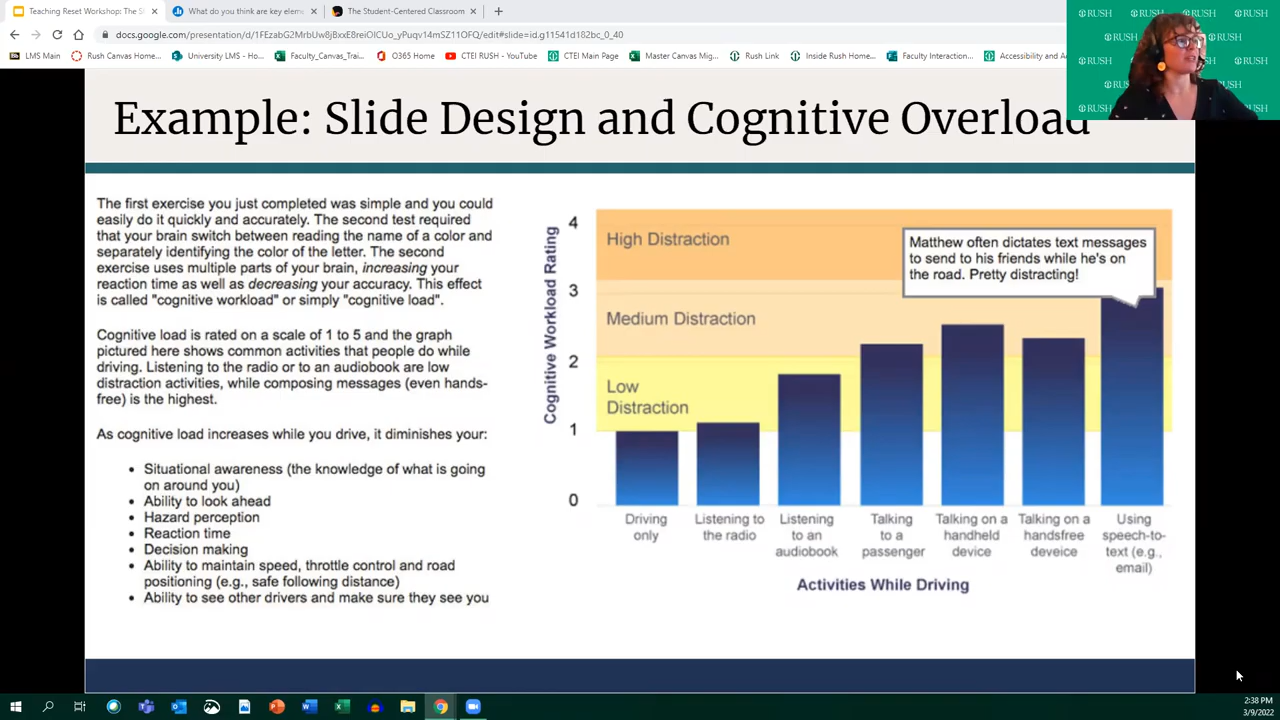 Teaching Reset Workshop: The S
What do you think are key elem
The Student-Centered Classroom
docs.google.com/presentation/d/1FEzabG2MrbUw8jBxxE8reiOICUo_yPuqv14mSZ11OFQ/edit#slide=id.g11541d182bc_0_40
LMS Main
Rush Canvas Home...
University LMS - Ho...
Faculty_Canvas_Trai...
O365 Home
CTEI RUSH - YouTube
CTEI Main Page
Master Canvas Mig...
Rush Link
Inside Rush Home...
Faculty Interaction...
Accessibility and A
RUSH
RUSH
RUSH
RUSH
RUSH
RUSH
RUSH
RUSH
RUSH
RUSH
Example: Slide Design and Cognitive Overload
The first exercise you just completed was simple and you could
easily do it quickly and accurately. The second test required
that your brain switch between reading the name of a color and
separately identifying the color of the letter. The second
exercise uses multiple parts of your brain, increasing your
reaction time as well as decreasing your accuracy. This effect
is called "cognitive workload" or simply "cognitive load".
Cognitive load is rated on a scale of 1 to 5 and the graph
pictured here shows common activities that people do while
driving. Listening to the radio or to an audiobook are low
distraction activities, while composing messages (even hands-
free) is the highest.
As cognitive load increases while you drive, it diminishes your:
• Situational awareness (the knowledge of what is going
on around you)
• Ability to look ahead
• Hazard perception
• Reaction time
• Decision making
• Ability to maintain speed, throttle control and road
positioning (e.g., safe following distance)
• Ability to see other drivers and make sure they see you
Cognitive Workload Rating
4
3
2
1
0
High Distraction
Medium Distraction
Low
Distraction
Matthew often dictates text messages
to send to his friends while he's on
the road. Pretty distracting!
Driving
only
Listening to
the radio
Listening
to an
audiobook
Talking
to a
passenger
Talking on a
handheld
device
Talking on a
handsfree
deveice
Using
speech-to-
text (e.g.,
email)
Activities While Driving
2:38 PM
3/9/2022